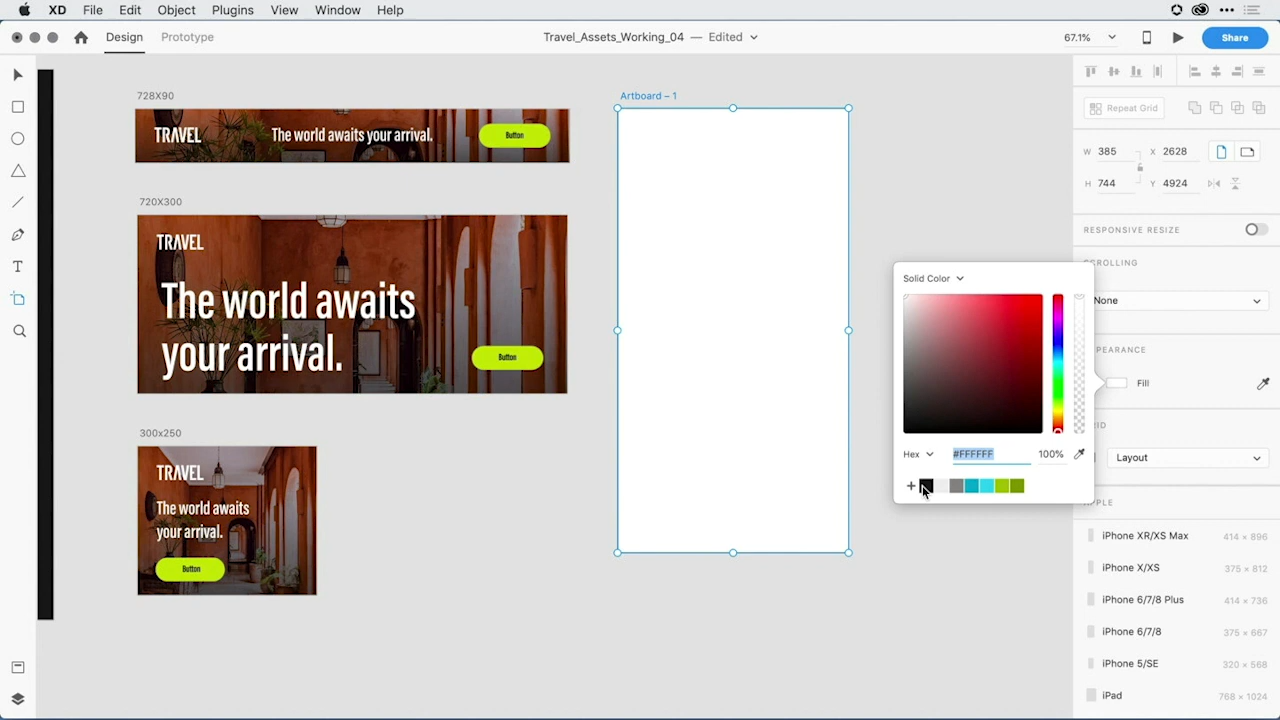 XD File Edit Object Plugins View Window Help
Design Prototype Travel_Assets_Working_04 — Edited 67.1% Share
728X90
TRAVEL The world awaits your arrival. Button
720X300
TRAVEL
The world awaits
your arrival.
Button
300x250
TRAVEL
The world awaits
your arrival.
Button
Artboard – 1
Solid Color
Hex #FFFFFF 100%
Repeat Grid
W 385 X 2628
H 744 Y 4924
RESPONSIVE RESIZE
SCROLLING
None
PEARANCE
Fill
RID
Layout
PPLE
iPhone XR/XS Max 414 × 896
iPhone X/XS 375 × 812
iPhone 6/7/8 Plus 414 × 736
iPhone 6/7/8 375 × 667
iPhone 5/SE 320 × 568
iPad 768 × 1024